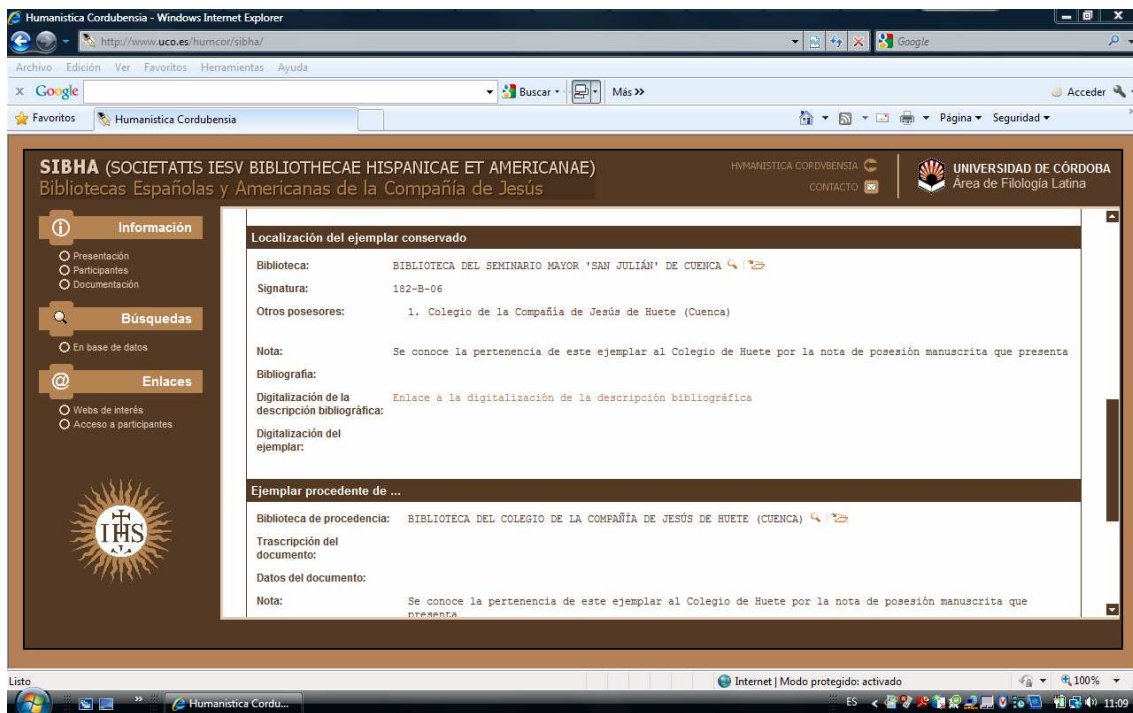 Humanistica Cordubensia - Windows Internet Explorer
http://www.uco.es/humcor/sibha/
Google
Archivo Edición Ver Favoritos Herramientas Ayuda
x Google Buscar Más >> Acceder
Favoritos Humanistica Cordubensia Página Seguridad
SIBHA (SOCIETATIS IESV BIBLIOTHECAE HISPANICAE ET AMERICANAE)
Bibliotecas Españolas y Americanas de la Compañía de Jesús
HVMANISTICA CORDVBENSIA
CONTACTO
UNIVERSIDAD DE CÓRDOBA
Área de Filología Latina
Información
Presentación
Participantes
Documentación
Búsquedas
En base de datos
@ Enlaces
Webs de interés
Acceso a participantes
IHS
Localización del ejemplar conservado
Biblioteca: BIBLIOTECA DEL SEMINARIO MAYOR 'SAN JULIÁN' DE CUENCA
Signatura: 182-B-06
Otros posesores: 1. Colegio de la Compañía de Jesús de Huete (Cuenca)
Nota: Se conoce la pertenencia de este ejemplar al Colegio de Huete por la nota de posesión manuscrita que presenta
Bibliografía:
Digitalización de la descripción bibliográfica: Enlace a la digitalización de la descripción bibliográfica
Digitalización del
ejemplar:
Ejemplar procedente de ...
Biblioteca de procedencia: BIBLIOTECA DEL COLEGIO DE LA COMPAÑÍA DE JESÚS DE HUETE (CUENCA)
Trascripción del
documento:
Datos del documento:
Nota: Se conoce la pertenencia de este ejemplar al Colegio de Huete por la nota de posesión manuscrita que
presenta
Listo Internet | Modo protegido: activado 100%
Humanistica Cordu... ES 11:09